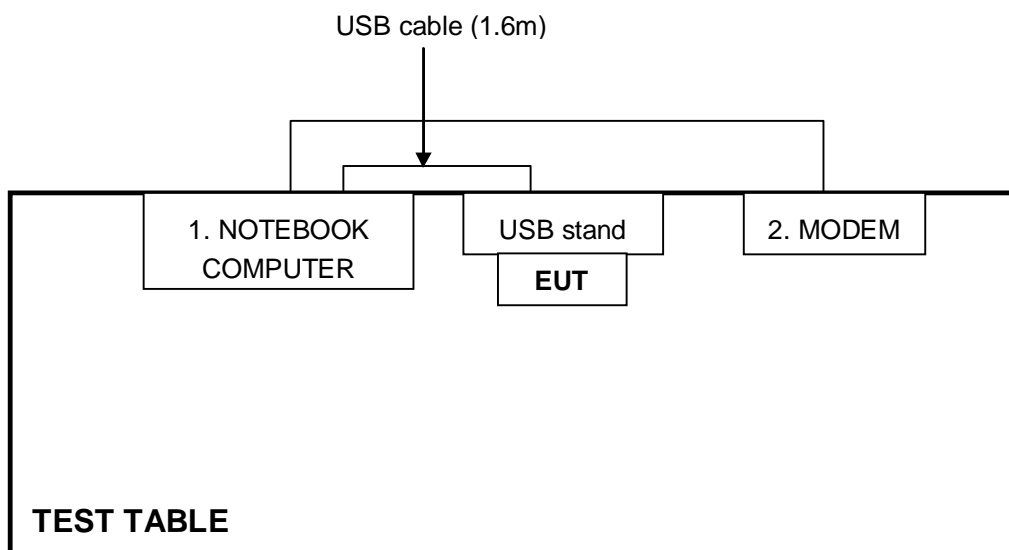 USB cable (1.6m)
1. NOTEBOOK
COMPUTER
USB stand
EUT
2. MODEM
TEST TABLE